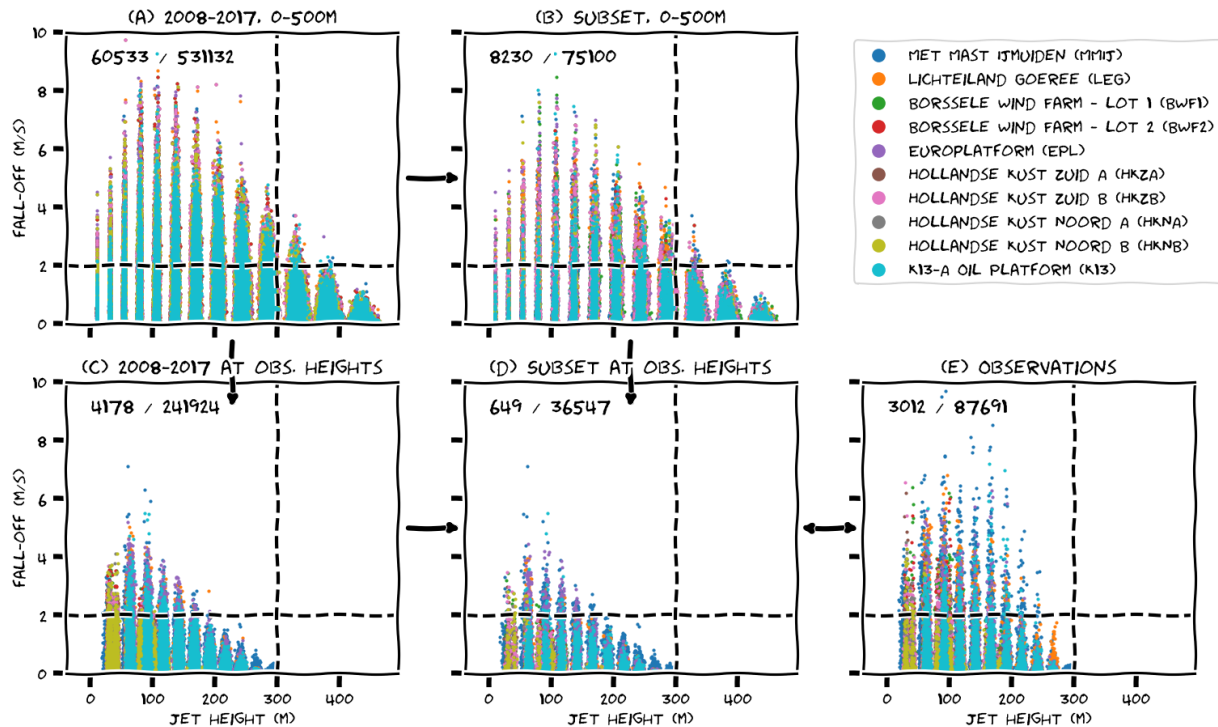 (A) 2008-2017, 0-500M
(B) SUBSET, 0-500M
10
8
6
4
2
0
FALL-OFF (M/S)
60533 / 531132
8230 / 75100
MET MAST IJMUIDEN (MMIJ)
LICHTEILAND GOEREE (LEG)
BORSSELE WIND FARM - LOT 1 (BWF1)
BORSSELE WIND FARM - LOT 2 (BWF2)
EUROPLATFORM (EPL)
HOLLANDSE KUST ZUID A (HKZA)
HOLLANDSE KUST ZUID B (HKZB)
HOLLANDSE KUST NOORD A (HKNA)
HOLLANDSE KUST NOORD B (HKNB)
K13-A OIL PLATFORM (K13)
(C) 2008-2017 AT OBS. HEIGHTS
(D) SUBSET AT OBS. HEIGHTS
(E) OBSERVATIONS
10
8
6
4
2
0
FALL-OFF (M/S)
4178 / 241924
649 / 36547
3012 / 87691
0 100 200 300 400
0 100 200 300 400
0 100 200 300 400
JET HEIGHT (M)
JET HEIGHT (M)
JET HEIGHT (M)